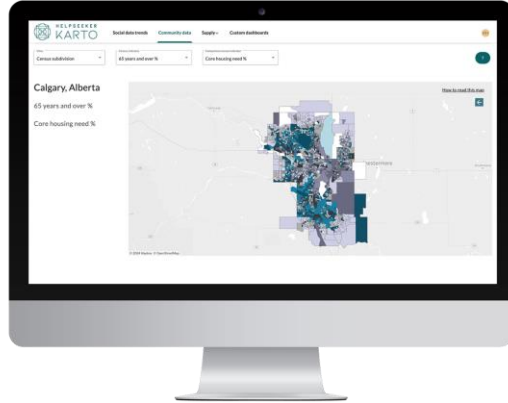 HELPSEEKER
KARTO
Social data trends
Community data
Supply
Custom dashboards
Census subdivision
65 years and over %
Core housing need %
Calgary, Alberta
65 years and over %
Core housing need %
How to read this map